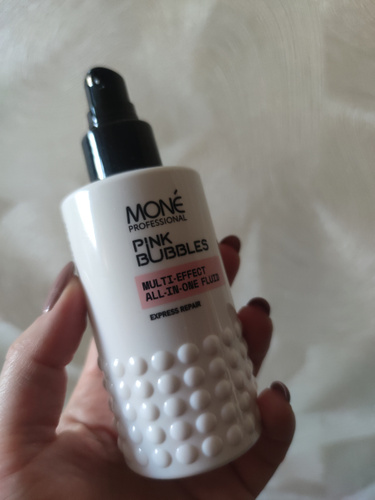 MONÉ
PROFESSIONAL
PINK
BUBBLES
MULTI-EFFECT
ALL-IN-ONE FLUID
EXPRESS REPAIR